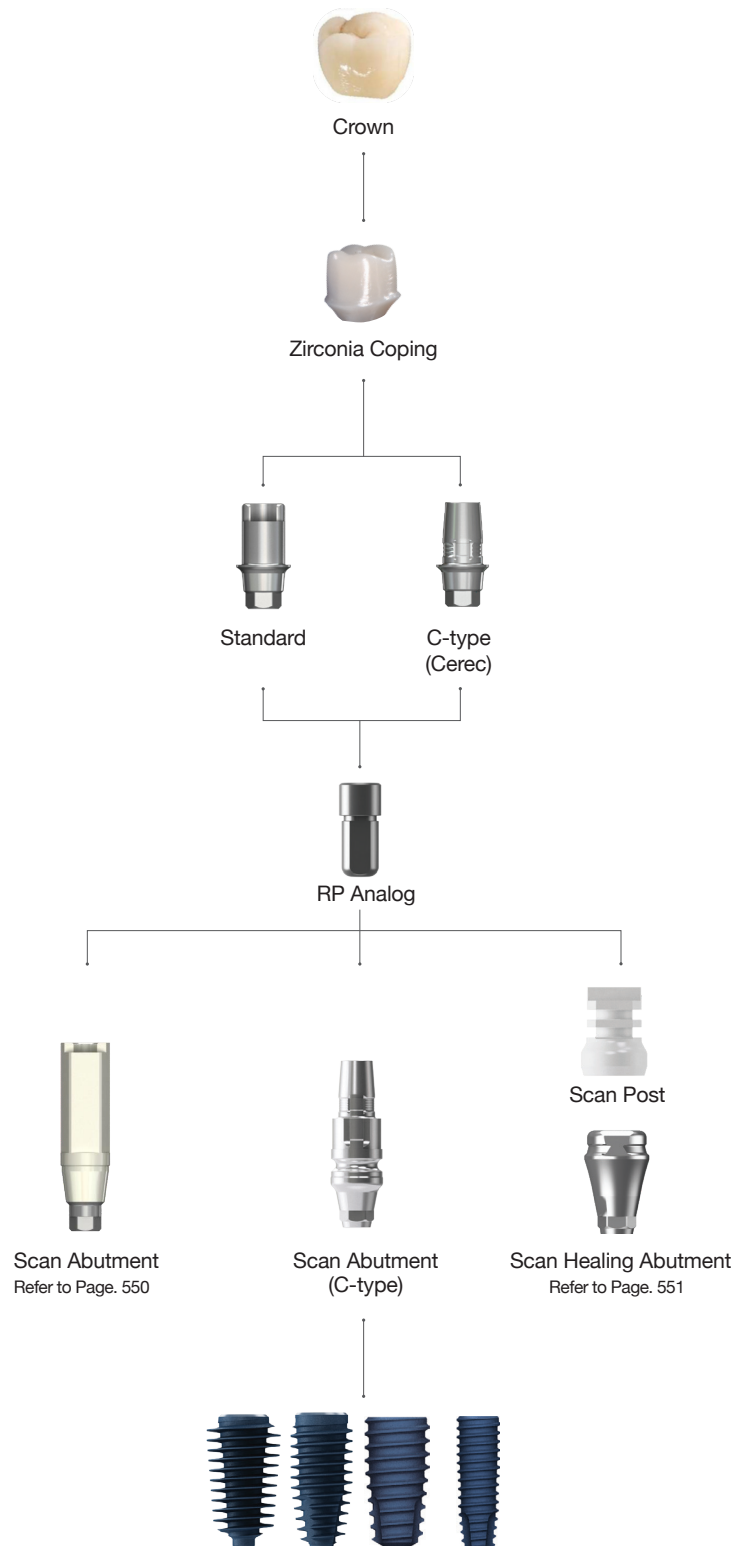 Crown
Zirconia Coping
Standard
C-type
(Cerec)
RP Analog
Scan Post
Scan Abutment
Refer to Page. 550
Scan Abutment
(C-type)
Scan Healing Abutment
Refer to Page. 551